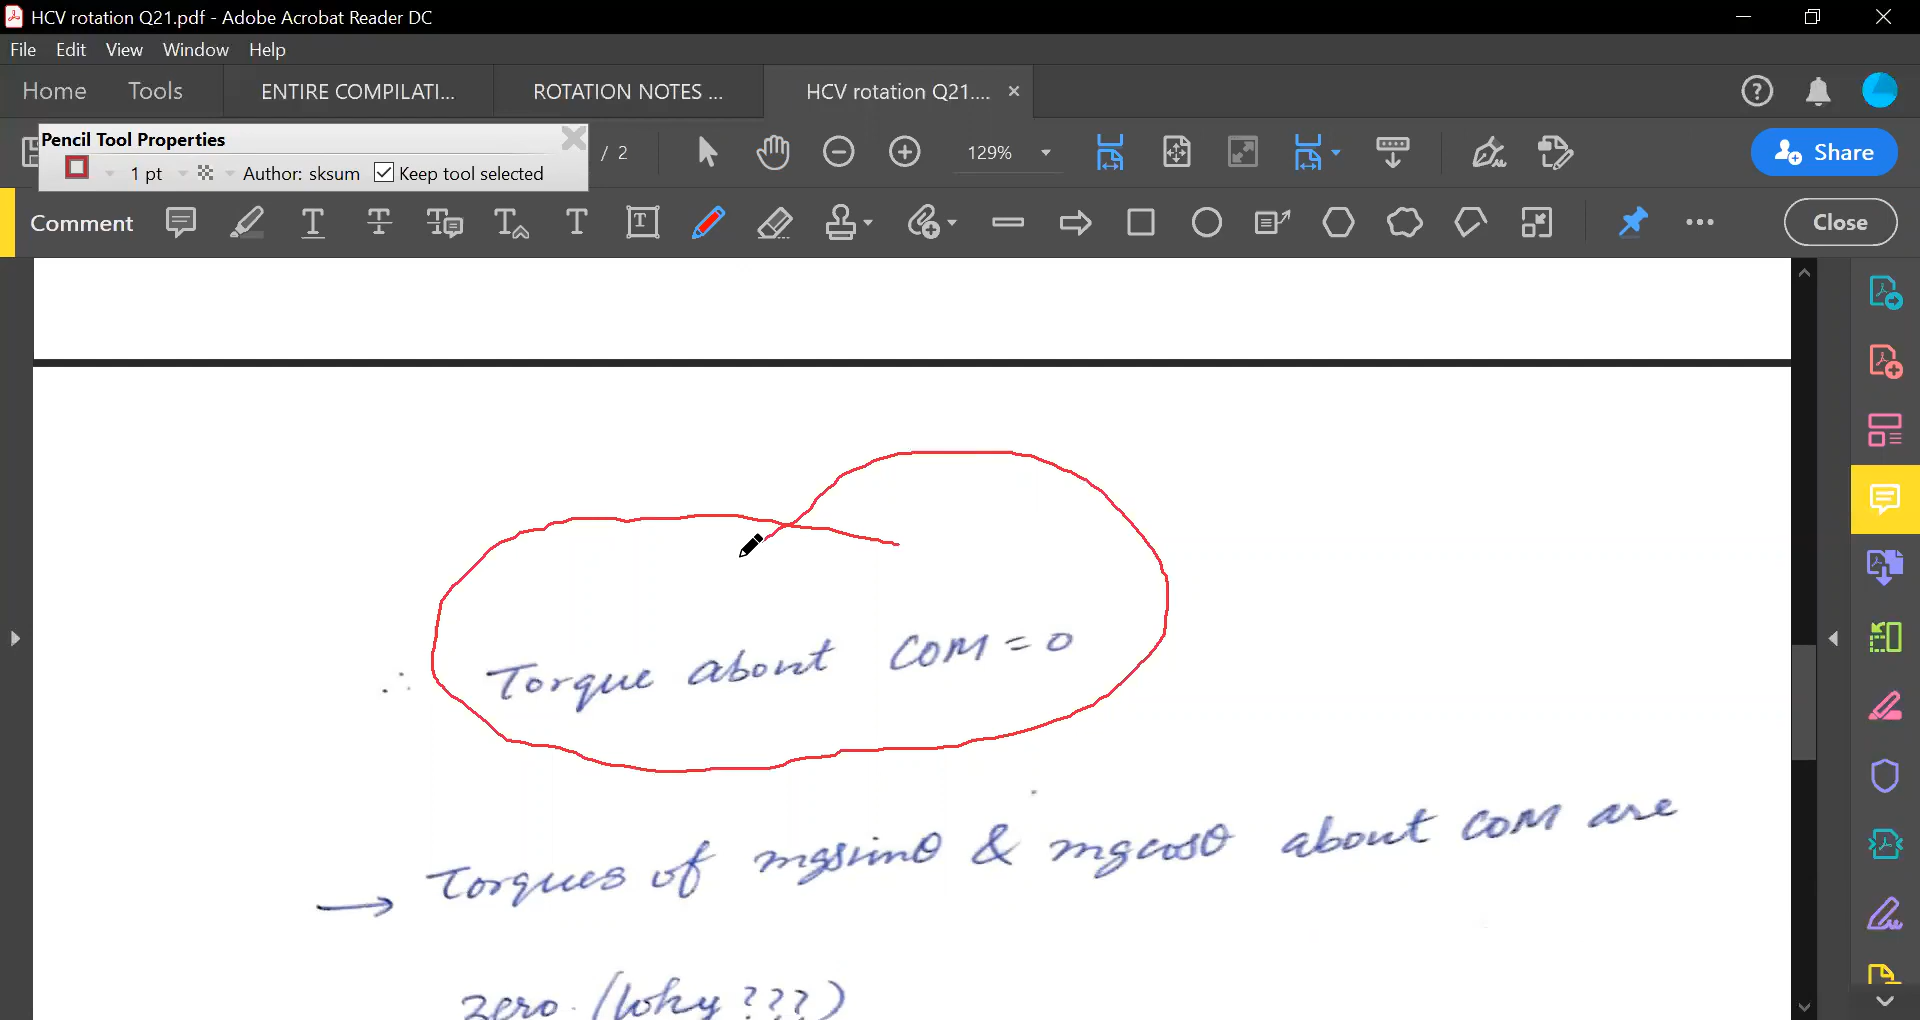 HCV rotation Q21.pdf - Adobe Acrobat Reader DC
File Edit View Window Help
Home Tools ENTIRE COMPILATI... ROTATION NOTES ... HCV rotation Q21.... ×
Pencil Tool Properties
1 pt Author: sksum Keep tool selected
/ 2 129% Share
Comment Close
∴ Torque about COM = 0
→ Torques of mgsinθ & mgcosθ about COM are
zero. (Why ???)